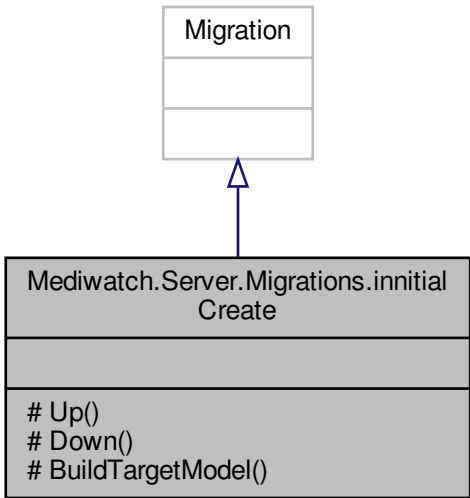 Migration
Mediwatch.Server.Migrations.innitial
Create
# Up()
# Down()
# BuildTargetModel()